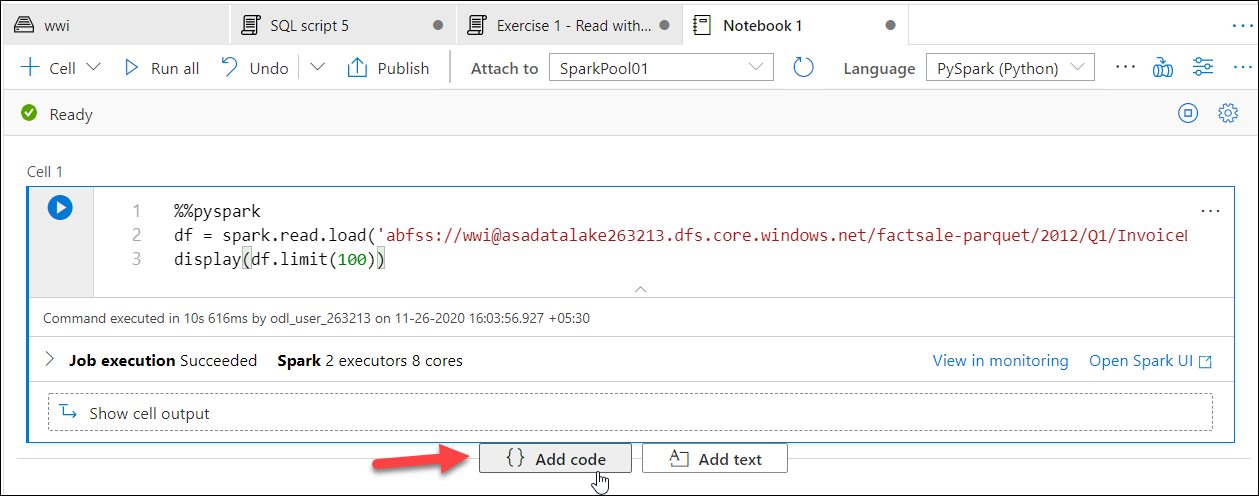 wwi SQL script 5 Exercise 1 - Read with... Notebook 1 ...
Cell Run all Undo Publish Attach to SparkPool01 Language PySpark (Python) ... ...
Ready
Cell 1
1 %%pyspark ...
2 df = spark.read.load('abfss://wwi@asadatalake263213.dfs.core.windows.net/factsale-parquet/2012/Q1/Invoice
3 display(df.limit(100))
Command executed in 10s 616ms by odl_user_263213 on 11-26-2020 16:03:56.927 +05:30
Job execution Succeeded Spark 2 executors 8 cores View in monitoring Open Spark UI
Show cell output
{} Add code A Add text